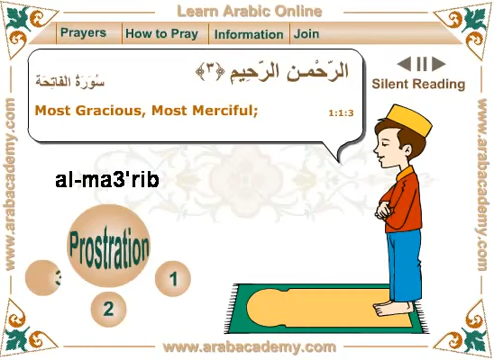 Learn Arabic Online
Prayers
How to Pray
Information
Join
الرَّحْمـنِ الرَّحِيمِ ﴿٣﴾
سُورَةُ الْفَاتِحَة
Most Gracious, Most Merciful;
1:1:3
Silent Reading
al-ma3'rib
Prostration
3
2
1
www.arabacademy.com
www.arabacademy.com
www.arabacademy.com